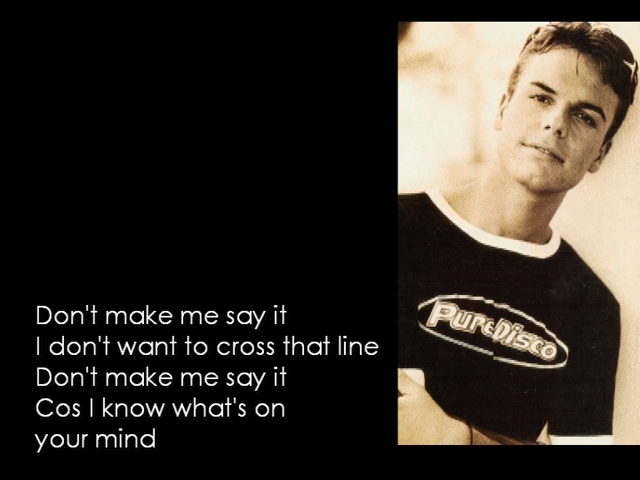 Don't make me say it
I don't want to cross that line
Don't make me say it
Cos I know what's on
your mind
PureDisco